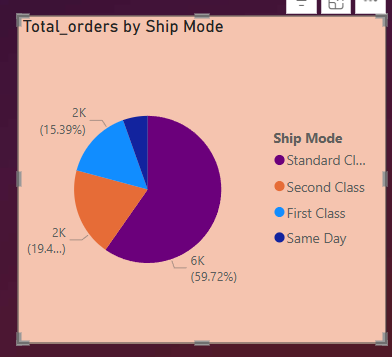 Total_orders by Ship Mode
2K
(15.39%)
2K
(19.4...)
6K
(59.72%)
Ship Mode
Standard Cl...
Second Class
First Class
Same Day